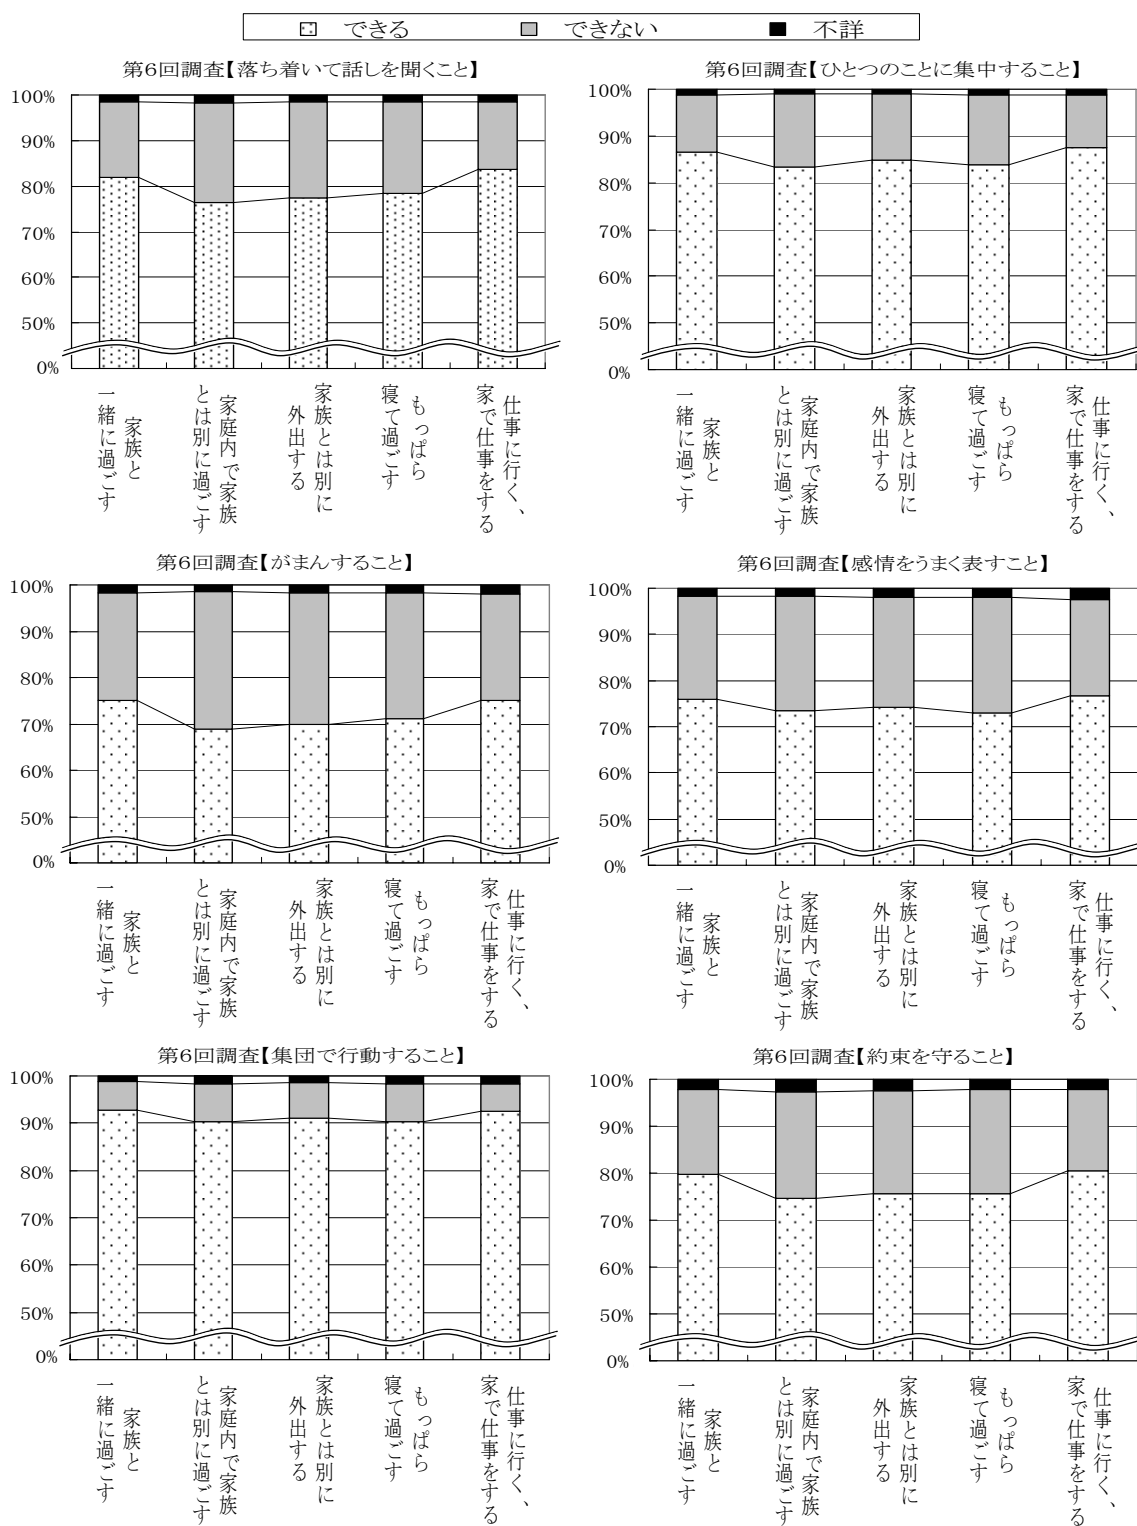 できる できない 不詳
第6回調査【落ち着いて話しを聞くこと】
100%
90%
80%
70%
60%
50%
0%
家族と
一緒に過ごす
家庭内で家族
とは別に過ごす
家族とは別に
外出する
もっぱら
寝て過ごす
仕事に行く、
家で仕事をする
第6回調査【ひとつのことに集中すること】
100%
90%
80%
70%
60%
50%
0%
家族と
一緒に過ごす
家庭内で家族
とは別に過ごす
家族とは別に
外出する
もっぱら
寝て過ごす
仕事に行く、
家で仕事をする
第6回調査【がまんすること】
100%
90%
80%
70%
60%
50%
0%
家族と
一緒に過ごす
家庭内で家族
とは別に過ごす
家族とは別に
外出する
もっぱら
寝て過ごす
仕事に行く、
家で仕事をする
第6回調査【感情をうまく表すこと】
100%
90%
80%
70%
60%
50%
0%
家族と
一緒に過ごす
家庭内で家族
とは別に過ごす
家族とは別に
外出する
もっぱら
寝て過ごす
仕事に行く、
家で仕事をする
第6回調査【集団で行動すること】
100%
90%
80%
70%
60%
50%
0%
家族と
一緒に過ごす
家庭内で家族
とは別に過ごす
家族とは別に
外出する
もっぱら
寝て過ごす
仕事に行く、
家で仕事をする
第6回調査【約束を守ること】
100%
90%
80%
70%
60%
50%
0%
家族と
一緒に過ごす
家庭内で家族
とは別に過ごす
家族とは別に
外出する
もっぱら
寝て過ごす
仕事に行く、
家で仕事をする